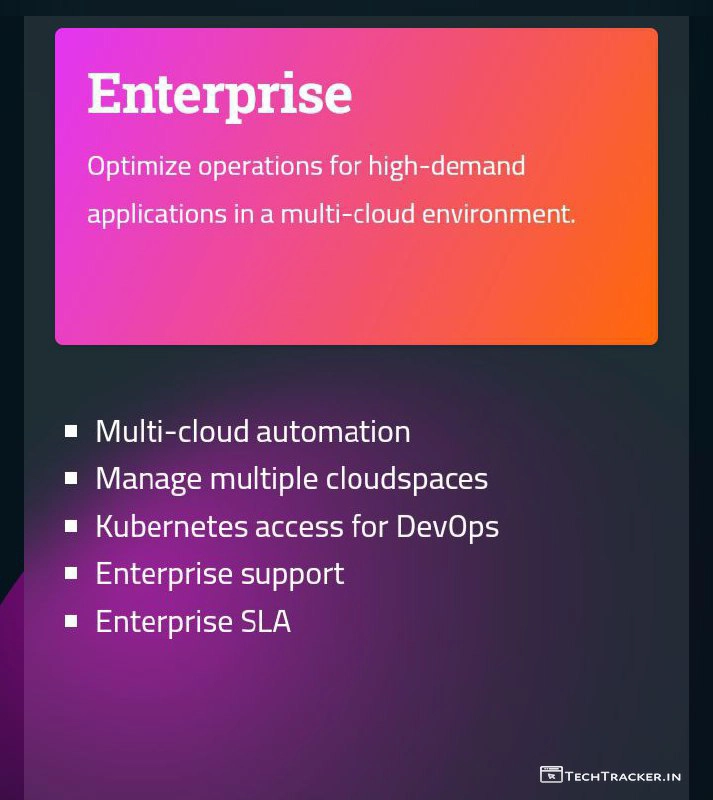 Enterprise
Optimize operations for high-demand
applications in a multi-cloud environment.
Multi-cloud automation
Manage multiple cloudspaces
Kubernetes access for DevOps
Enterprise support
Enterprise SLA
TECHTRACKER.IN